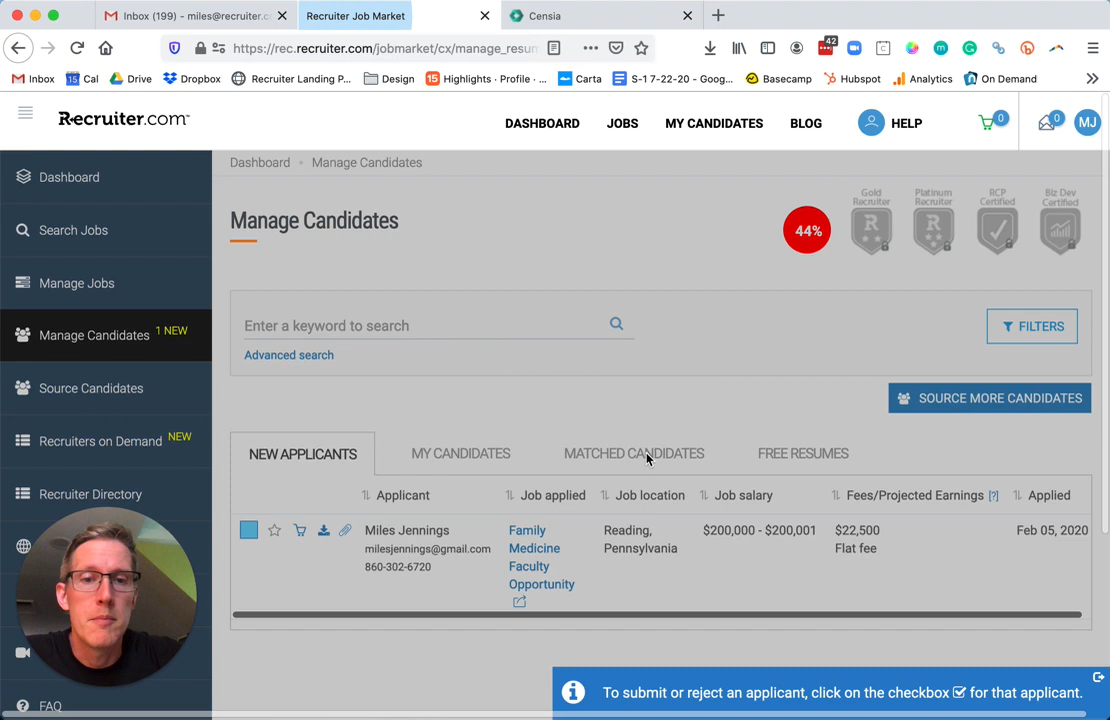 Inbox (199) - miles@recruiter.c
Recruiter Job Market
Censia
https://rec.recruiter.com/jobmarket/cx/manage_resum
42
Inbox
15 Cal
Drive
Dropbox
Recruiter Landing P...
Design
15 Highlights · Profile · ...
Carta
S-1 7-22-20 - Goog...
Basecamp
Hubspot
Analytics
On Demand
Recruiter.com™
DASHBOARD
JOBS
MY CANDIDATES
BLOG
HELP
0
0
MJ
Dashboard
Search Jobs
Manage Jobs
Manage Candidates 1 NEW
Source Candidates
Recruiters on Demand NEW
Recruiter Directory
FAQ
Dashboard • Manage Candidates
Manage Candidates
44%
Gold Recruiter
Platinum Recruiter
RCP Certified
Biz Dev Certified
Enter a keyword to search
FILTERS
Advanced search
SOURCE MORE CANDIDATES
NEW APPLICANTS
MY CANDIDATES
MATCHED CANDIDATES
FREE RESUMES
Applicant
Job applied
Job location
Job salary
Fees/Projected Earnings [?]
Applied
Miles Jennings
milesjennings@gmail.com
860-302-6720
Family
Medicine
Faculty
Opportunity
Reading,
Pennsylvania
$200,000 - $200,001
$22,500
Flat fee
Feb 05, 2020
To submit or reject an applicant, click on the checkbox for that applicant.